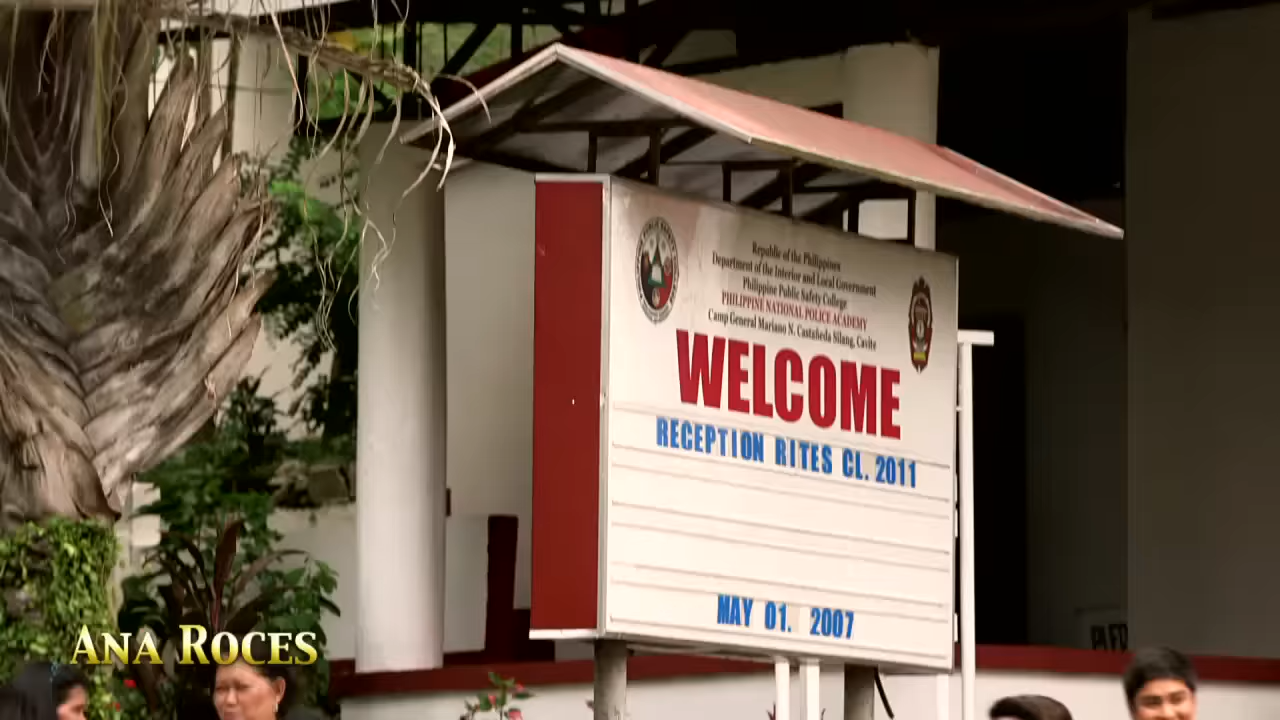 Republic of the Philippines
Department of the Interior and Local Government
Philippine Public Safety College
PHILIPPINE NATIONAL POLICE ACADEMY
Camp General Mariano N. Castañeda Silang, Cavite
WELCOME
RECEPTION RITES CL. 2011
MAY 01. 2007
ANA ROCES